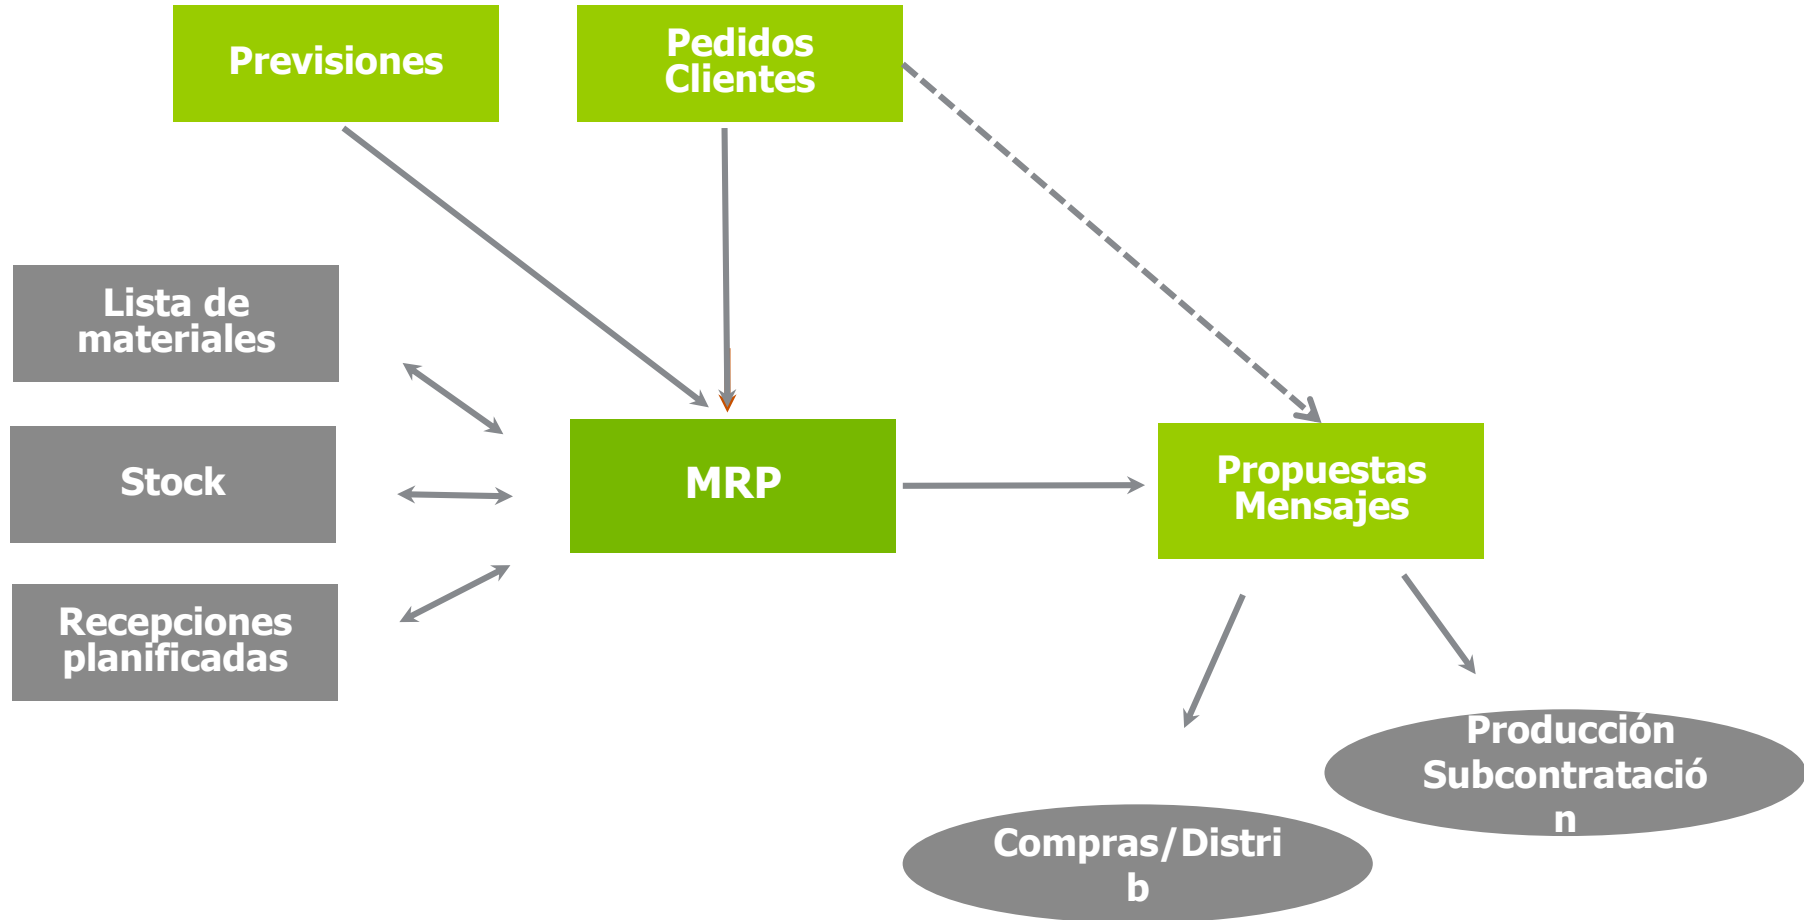 Previsiones
Pedidos
Clientes
Lista de
materiales
Stock
MRP
Propuestas
Mensajes
Recepciones
planificadas
Producción
Subcontratació
n
Compras/Distri
b